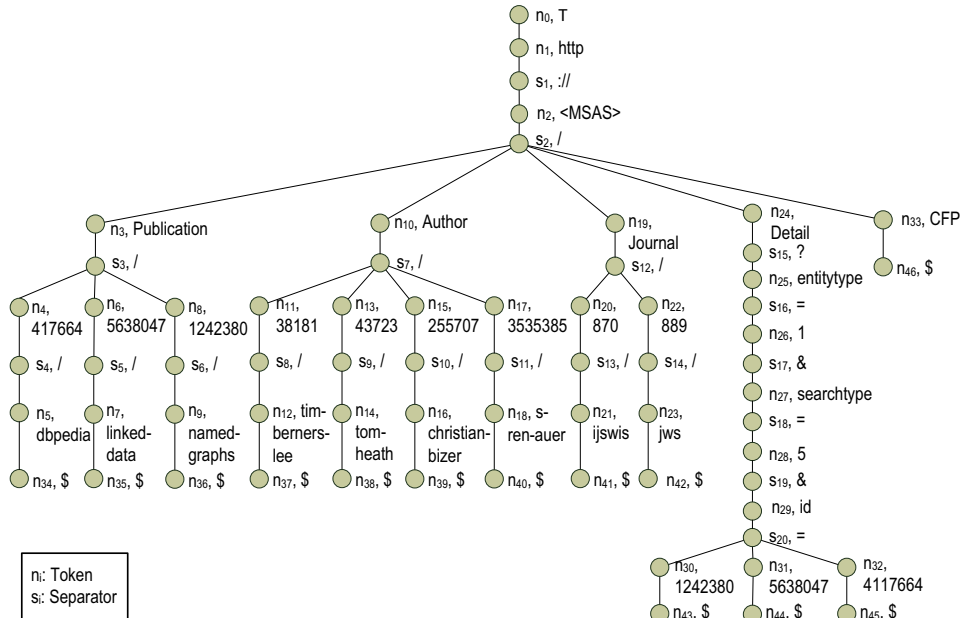 n0, T
n1, http
s1, ://
n2, <MSAS>
s2, /
n3, Publication
s3, /
n4,
417664
n6,
5638047
n8,
1242380
s4, /
s5, /
s6, /
n5,
dbpedia
n7,
linked-
data
n9,
named-
graphs
n34, $
n35, $
n36, $
n10, Author
s7, /
n11,
38181
n13,
43723
n15,
255707
n17,
3535385
s8, /
s9, /
s10, /
s11, /
n12, tim-
berners-
lee
n14,
tom-
heath
n16,
christian-
bizer
n18, s-
ren-auer
n37, $
n38, $
n39, $
n40, $
n19,
Journal
s12, /
n20,
870
n22,
889
s13, /
s14, /
n21,
ijswis
n23,
jws
n41, $
n42, $
n24,
Detail
s15, ?
n25, entitytype
s16, =
n26, 1
s17, &
n27, searchtype
s18, =
n28, 5
s19, &
n29, id
s20, =
n30,
1242380
n31,
5638047
n32,
4117664
n43, $
n44, $
n45, $
n33, CFP
n46, $
ni: Token
si: Separator